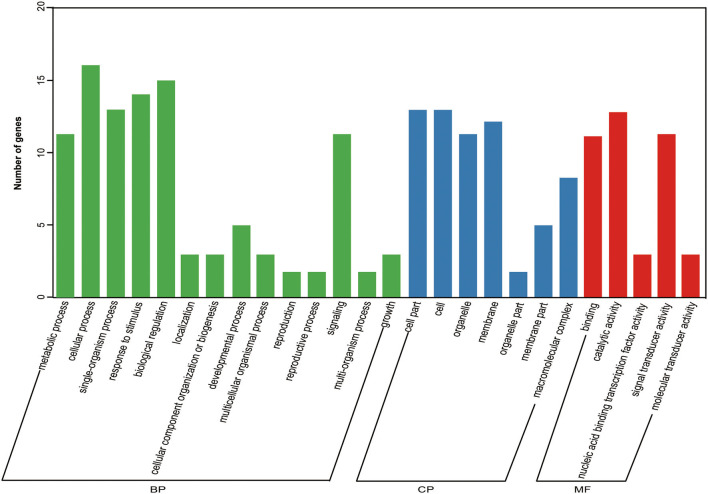 20
15
10
5
0
Number of genes
metabolic process
cellular process
single-organism process
response to stimulus
biological regulation
localization
cellular component organization or biogenesis
developmental process
multicellular organismal process
reproduction
reproductive process
signaling
multi-organism process
growth
cell part
cell
organelle
membrane
organelle part
membrane part
macromolecular complex
binding
catalytic activity
nucleic acid binding transcription factor activity
signal transducer activity
molecular transducer activity
BP
CP
MF